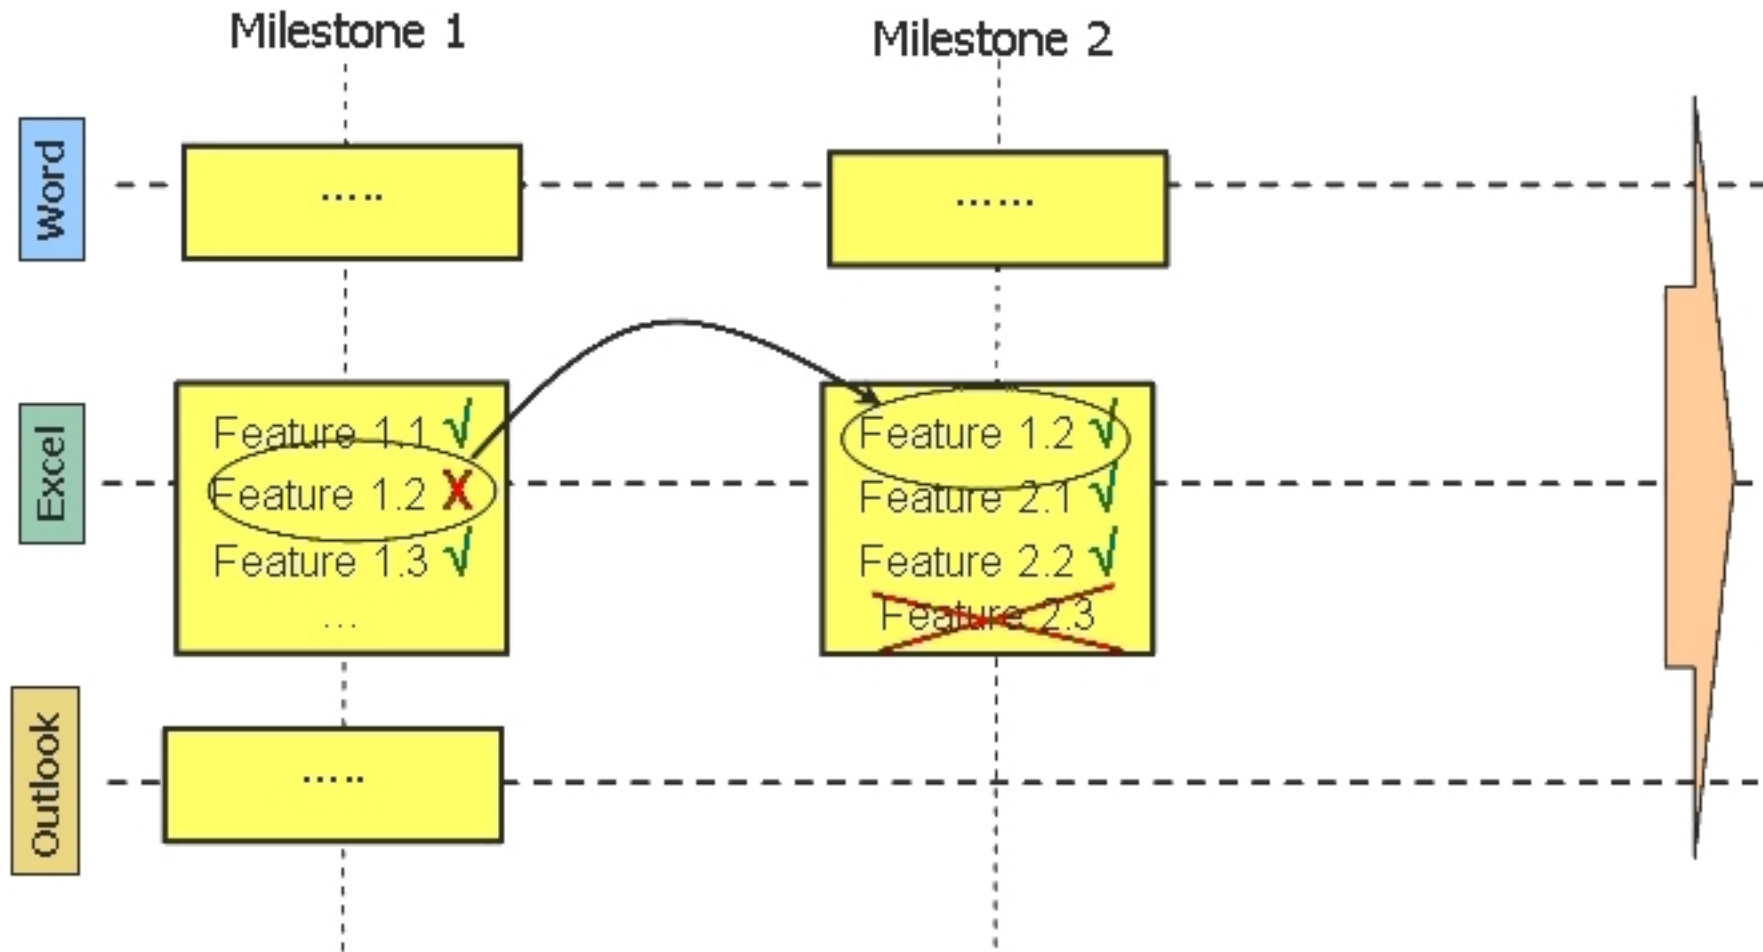 Milestone 1
Milestone 2
Word
.....
......
Excel
Feature 1.1 √
Feature 1.2 X
Feature 1.3 √
...
Feature 1.2 √
Feature 2.1 √
Feature 2.2 √
Feature 2.3
Outlook
.....